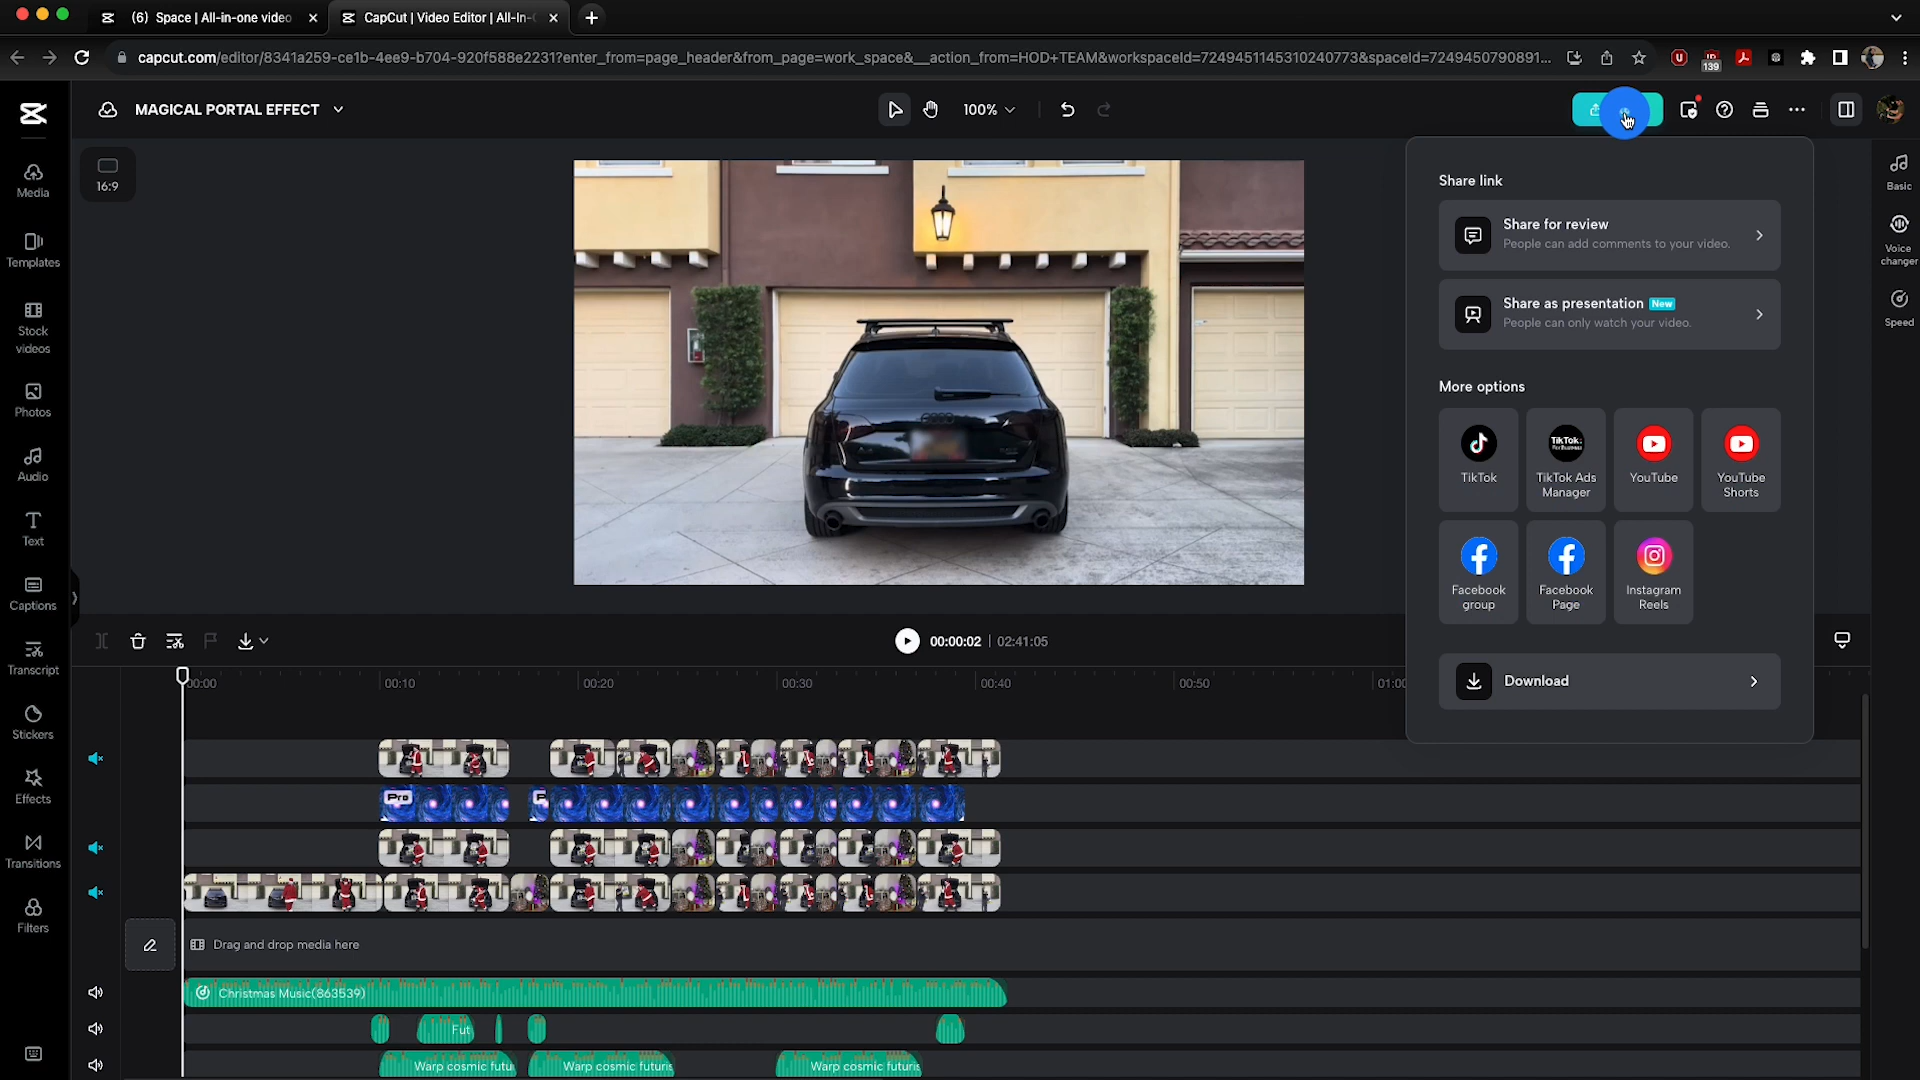 (6) Space | All-in-one video
CapCut | Video Editor | All-In-
capcut.com/editor/8341a259-ce1b-4ee9-b704-920f588e2231?enter_from=page_header&from_page=work_space&__action_from=HOD+TEAM&workspaceId=7249451145310240773&spaceId=7249450790891...
139
MAGICAL PORTAL EFFECT
100%
16:9
Media
Templates
Stock
videos
Photos
Audio
Text
Captions
Transcript
Stickers
Effects
Transitions
Filters
Share link
Share for review
People can add comments to your video.
Share as presentation New
People can only watch your video.
More options
TikTok
TikTok Ads
Manager
YouTube
YouTube
Shorts
Facebook
group
Facebook
Page
Instagram
Reels
Download
Basic
Voice
changer
Speed
00:00:02 | 02:41:05
00:00
00:10
00:20
00:30
00:40
00:50
01:00
Pro
P
Drag and drop media here
Christmas Music(863539)
Fut
Warp cosmic futu
Warp cosmic futuris
Warp cosmic futuris